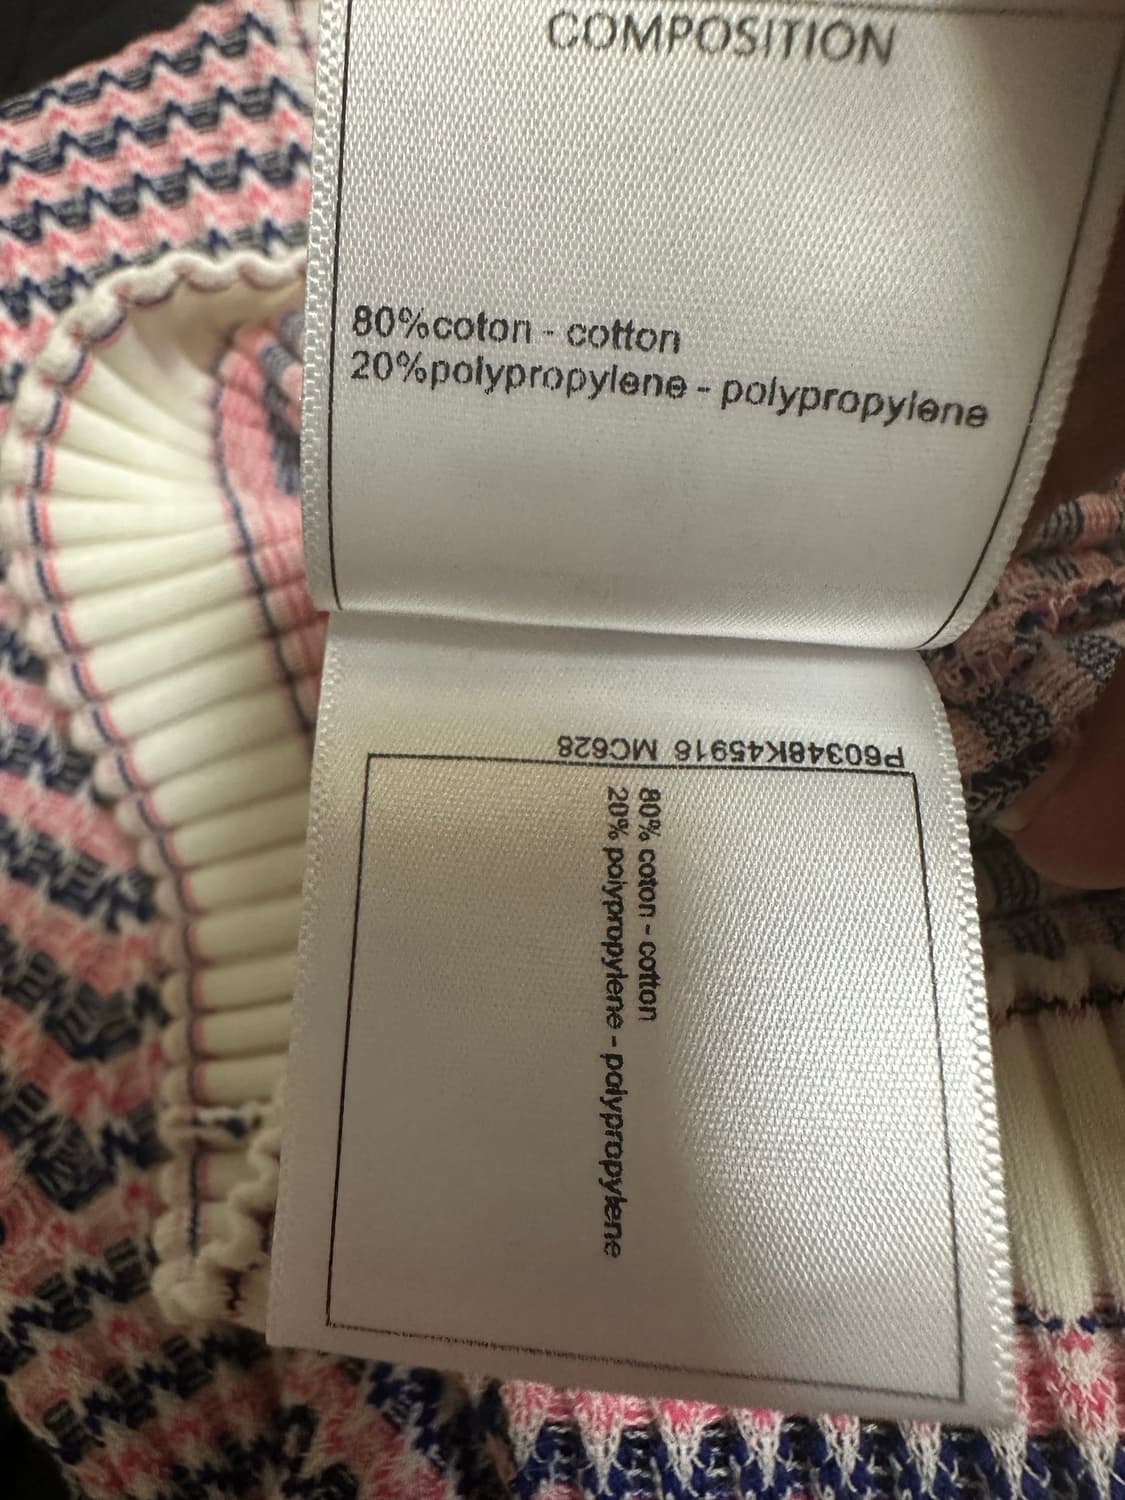 COMPOSITION
80%coton - cotton
20%polypropylene - polypropylene
P60348K45916 MC628
80% coton - cotton
20% polypropylene - polypropylene